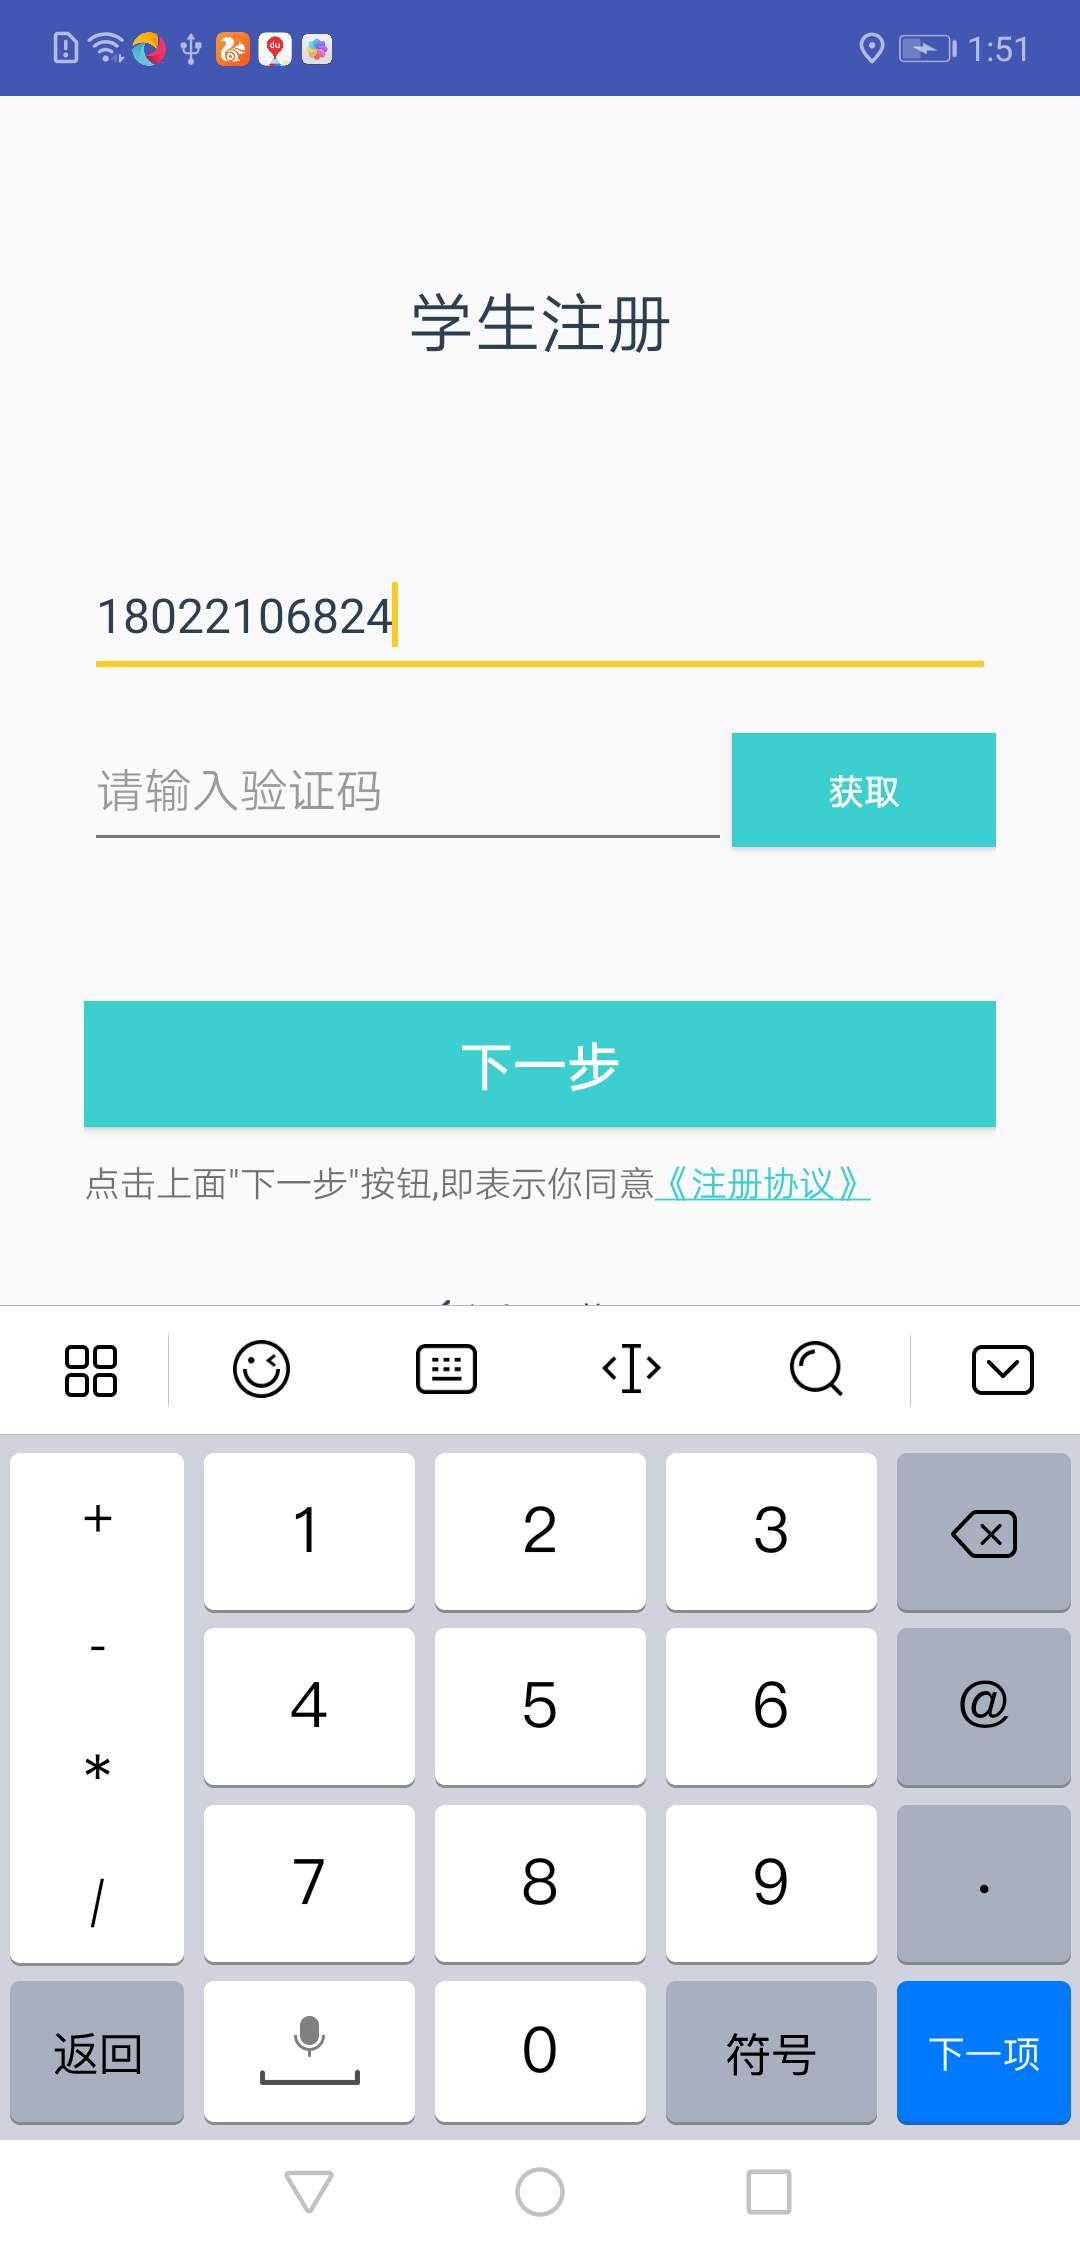 1:51
学生注册
18022106824
请输入验证码 获取
下一步
点击上面"下一步"按钮,即表示你同意《注册协议》
+ 1 2 3
- 4 5 6 @
* 7 8 9 .
/
返回 0 符号 下一项